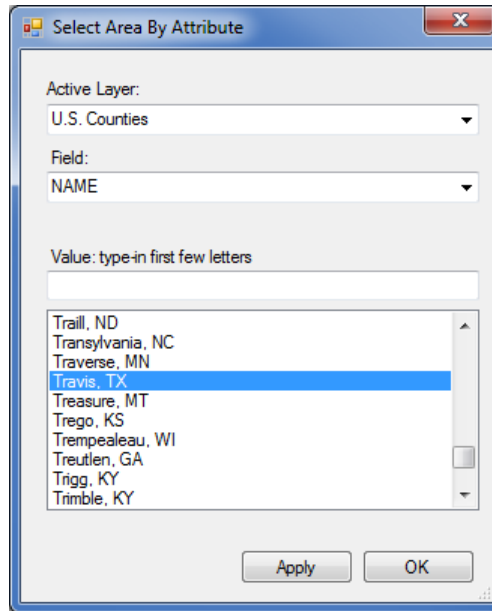 Select Area By Attribute
Active Layer:
U.S. Counties
Field:
NAME
Value: type-in first few letters
Traill, ND
Transylvania, NC
Traverse, MN
Travis, TX
Treasure, MT
Trego, KS
Trempealeau, WI
Treutlen, GA
Trigg, KY
Trimble, KY
Apply OK